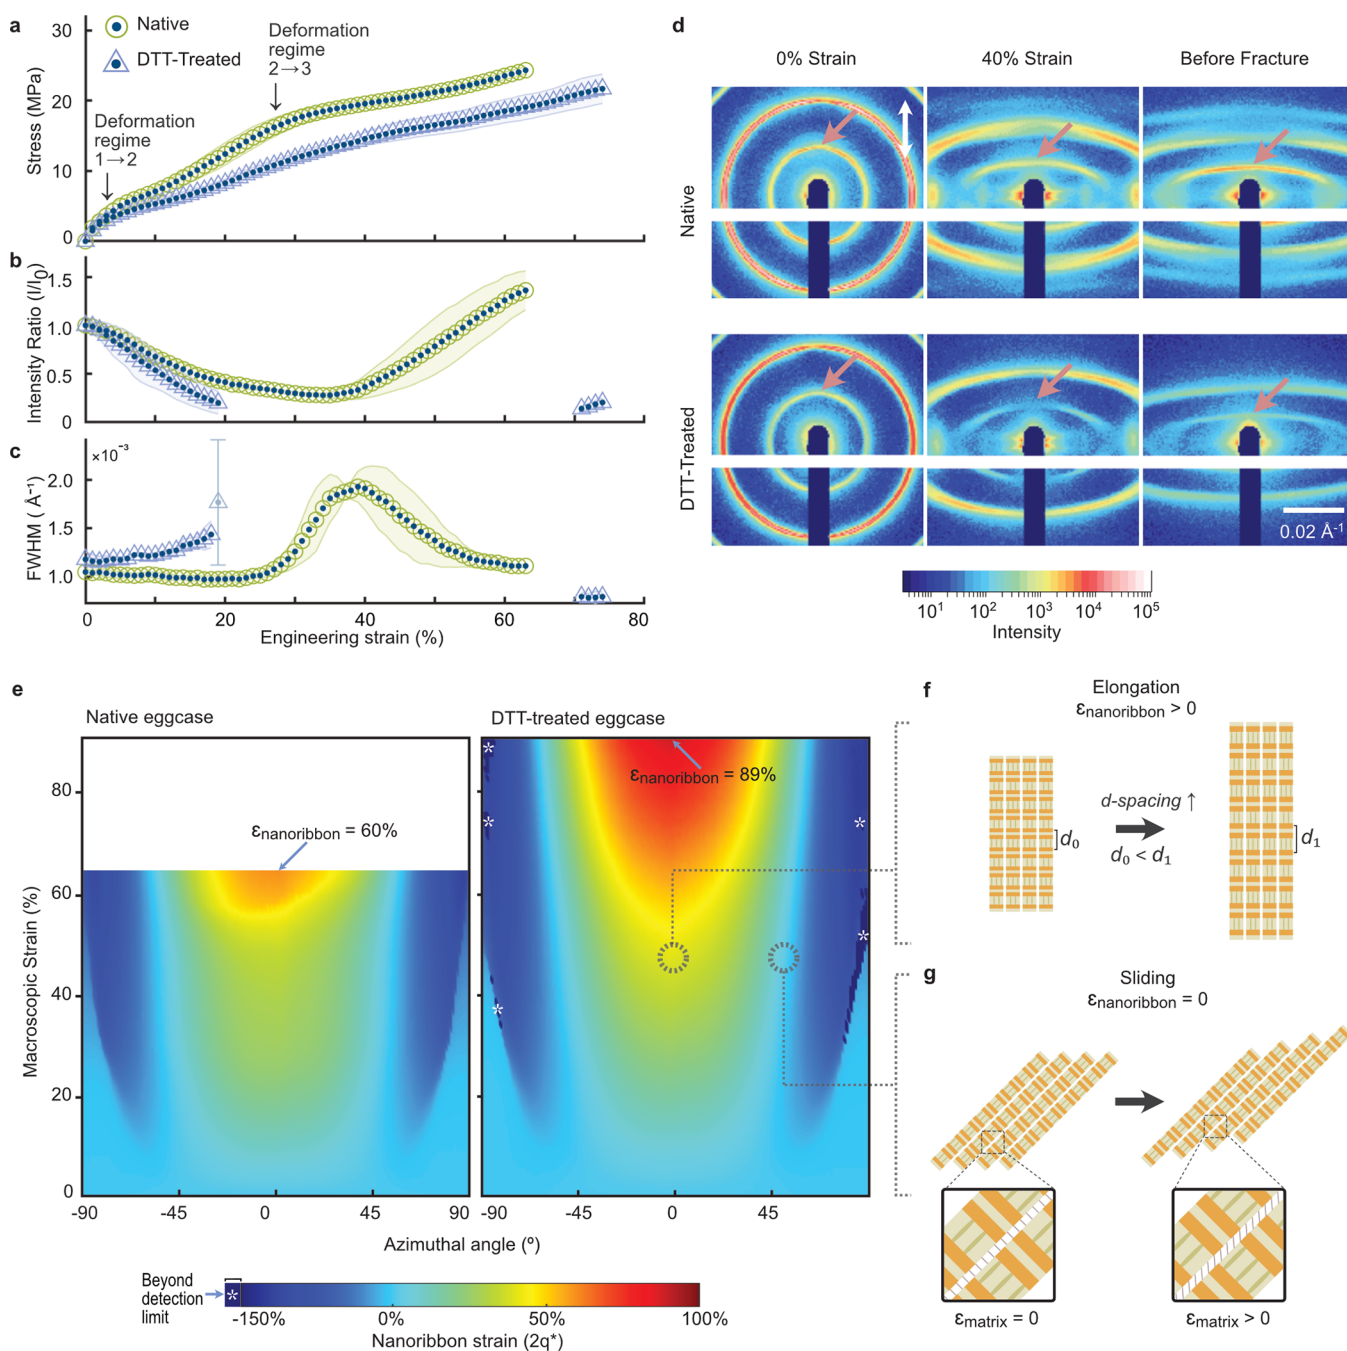 a
Native
DTT-Treated
Deformation
regime
1→2
Deformation
regime
2→3
Stress (MPa)
30
20
10
0
b
Intensity Ratio (I/I0)
1.5
1.0
0.5
0
c
×10⁻³
FWHM ( Å⁻¹)
2.0
1.5
1.0
0
20
40
60
80
Engineering strain (%)
d
0% Strain
40% Strain
Before Fracture
Native
DTT-Treated
0.02 Å⁻¹
10¹
10²
10³
10⁴
10⁵
Intensity
e
Native eggcase
DTT-treated eggcase
εnanoribbon = 60%
εnanoribbon = 89%
Macroscopic Strain (%)
80
60
40
20
0
-90
-45
0
45
90
-90
-45
0
45
*
*
*
*
*
Azimuthal angle (º)
Beyond
detection
limit
*
-150%
0%
50%
100%
Nanoribbon strain (2q*)
f
Elongation
εnanoribbon > 0
d-spacing ↑
d0 < d1
d0
d1
g
Sliding
εnanoribbon = 0
εmatrix = 0
εmatrix > 0